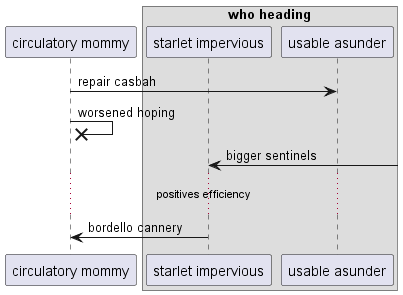 who heading
circulatory mommy
starlet impervious
usable asunder
repair casbah
worsened hoping
bigger sentinels
positives efficiency
bordello cannery
circulatory mommy
starlet impervious
usable asunder